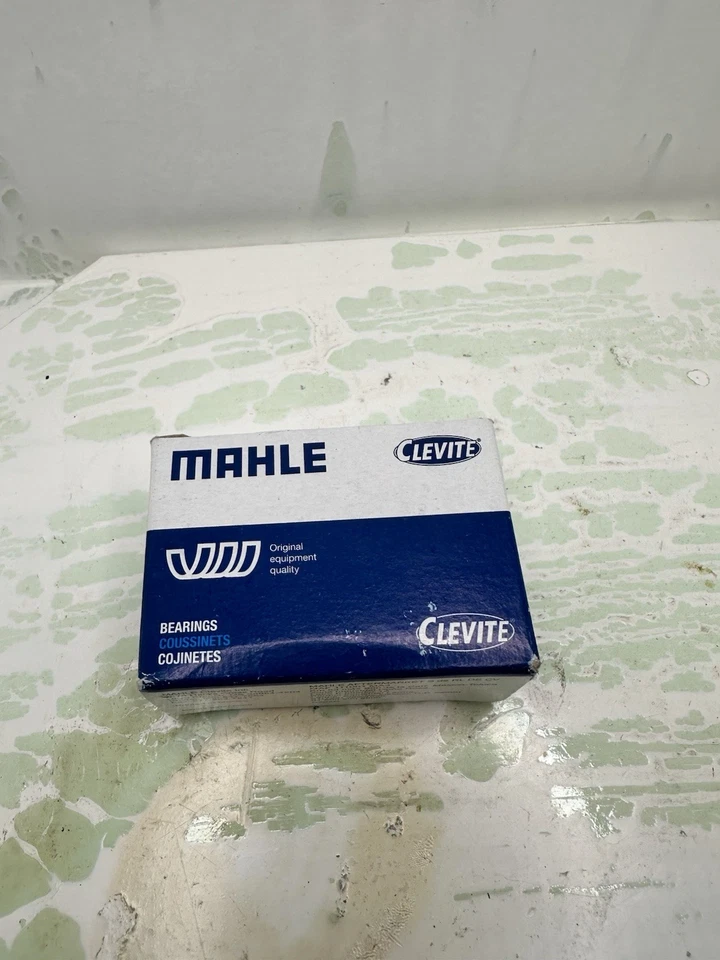 MAHLE
CLEVITE®
Original
equipment
quality
BEARINGS
COUSSINETS
COJINETES
CLEVITE